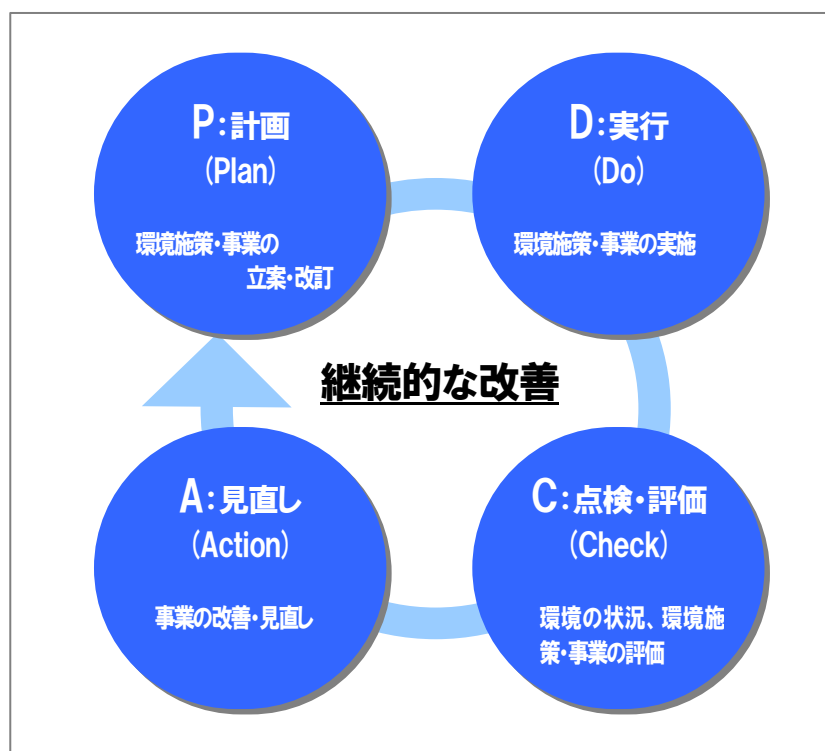 P:計画
(Plan)
環境施策・事業の
立案・改訂
D:実行
(Do)
環境施策・事業の実施
継続的な改善
A:見直し
(Action)
事業の改善・見直し
C:点検・評価
(Check)
環境の状況、環境施
策・事業の評価